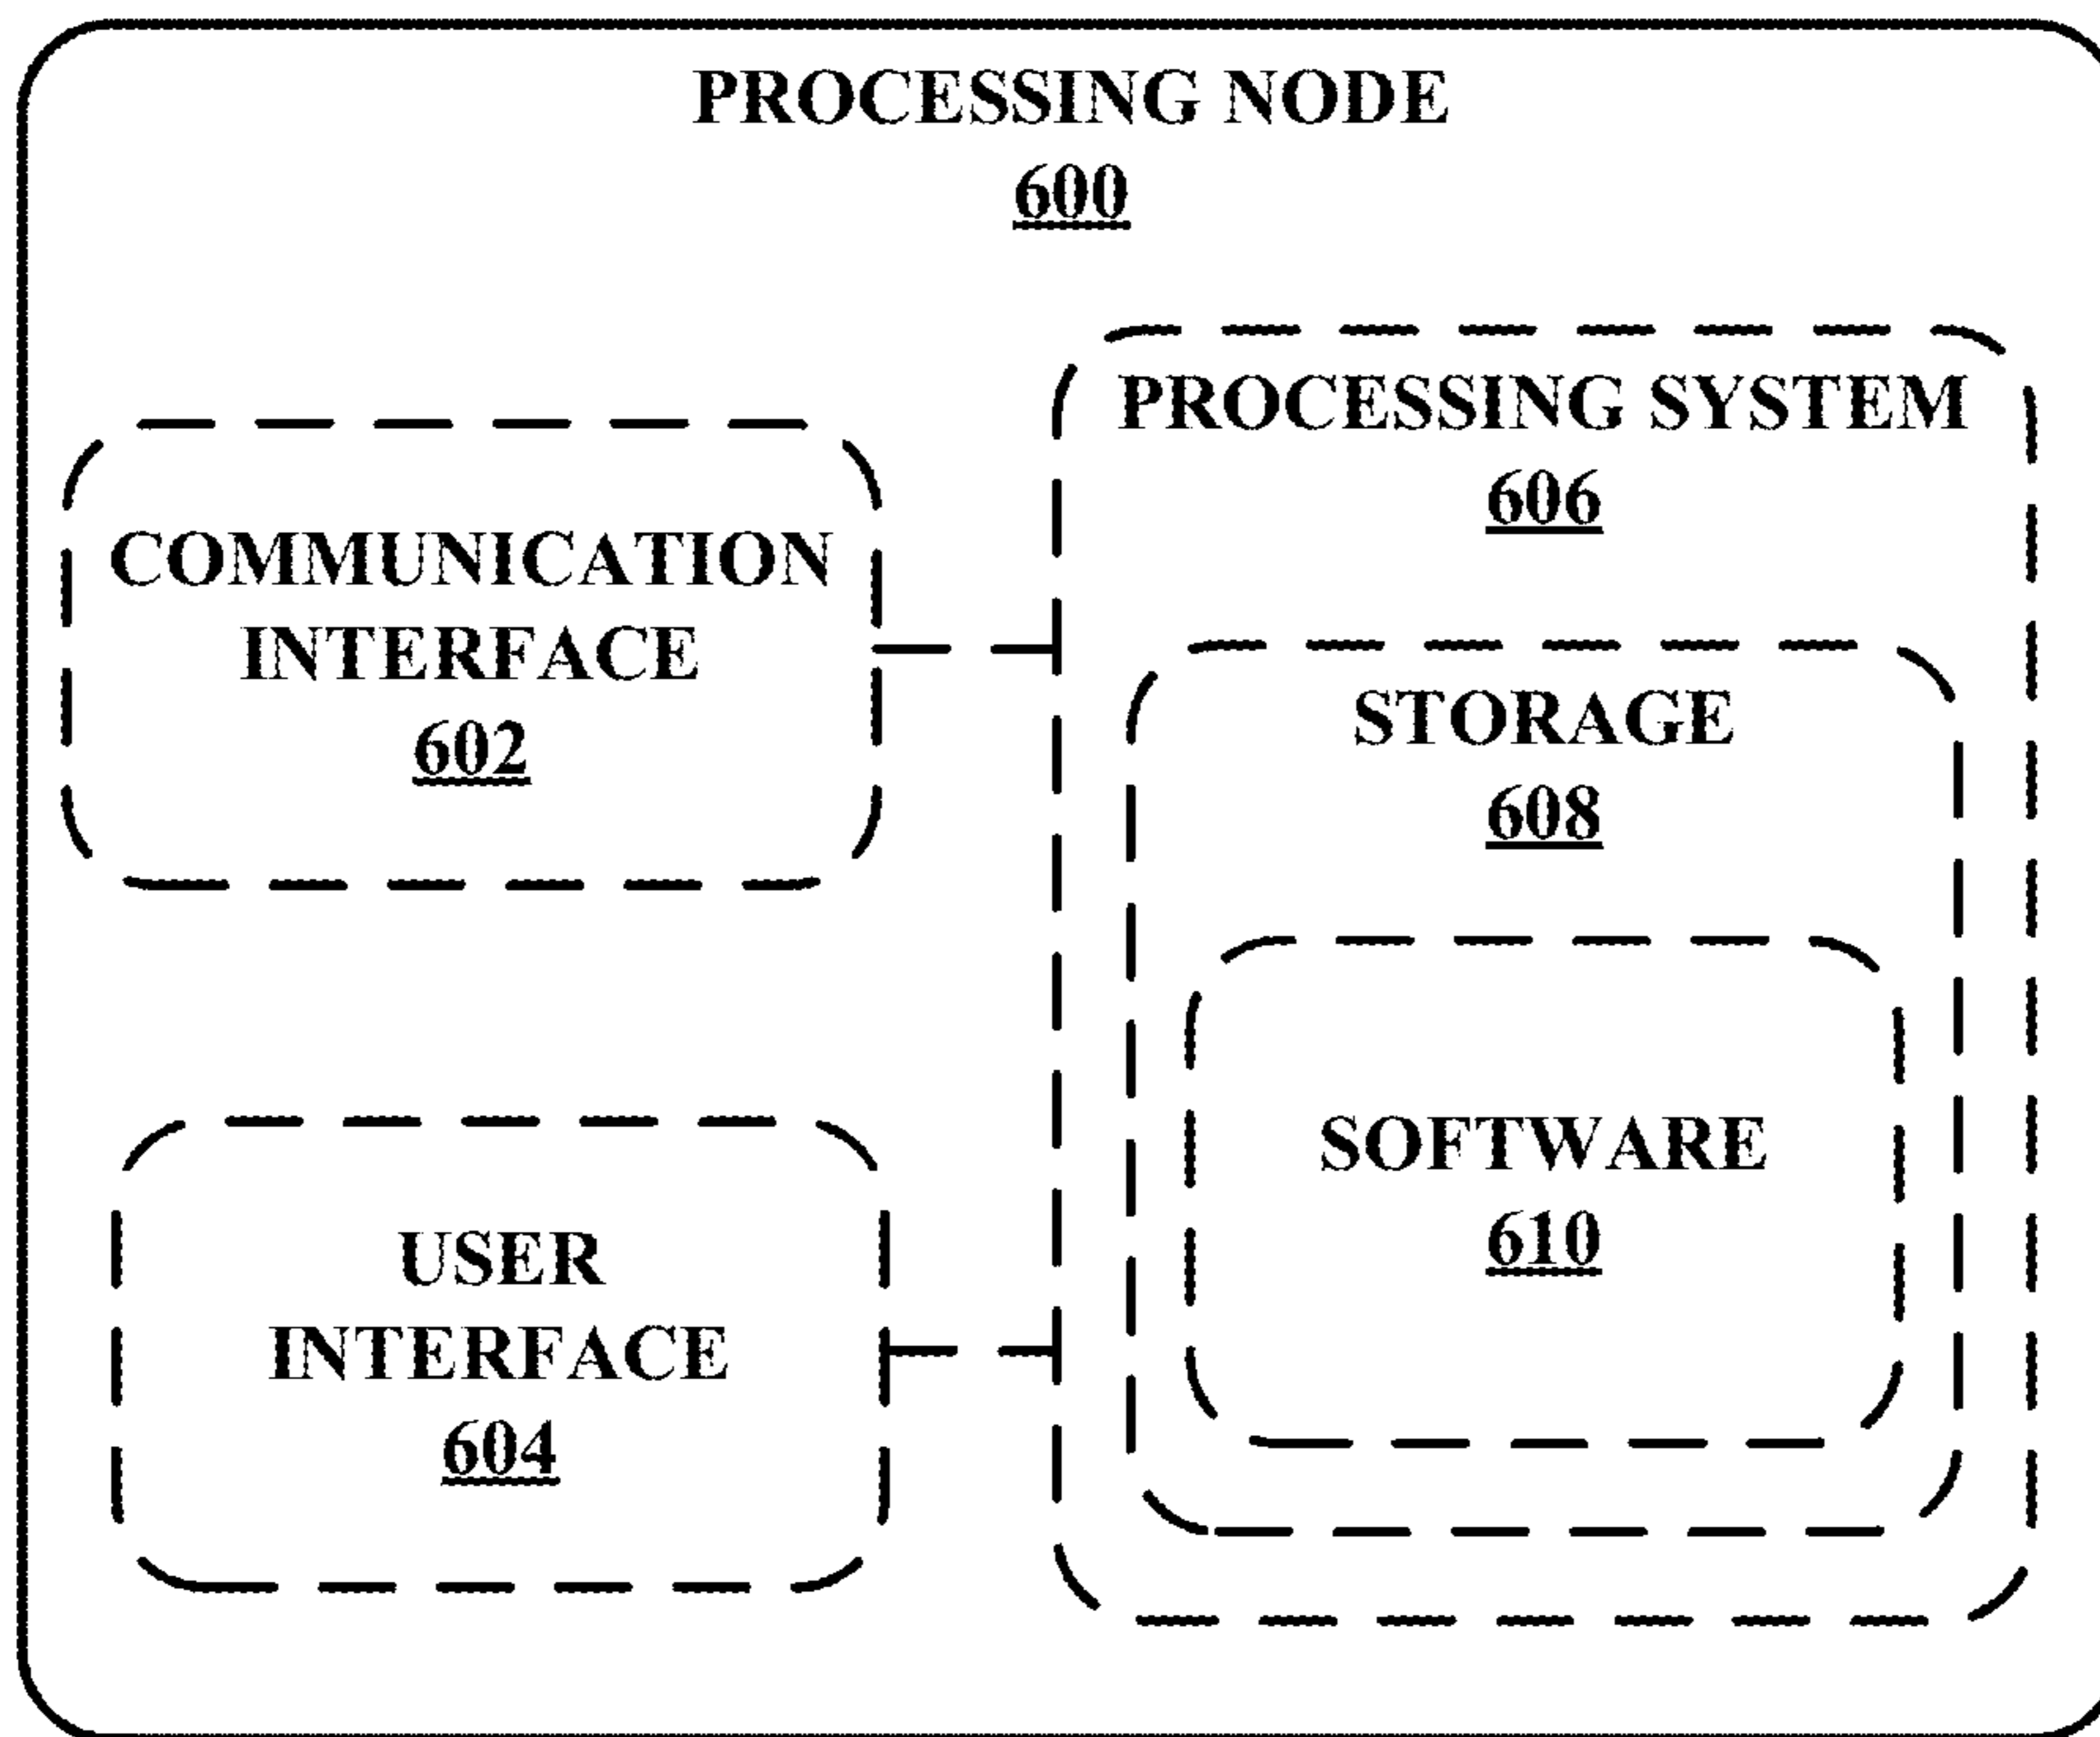 PROCESSING NODE
600
COMMUNICATION
INTERFACE
602
USER
INTERFACE
604
PROCESSING SYSTEM
606
STORAGE
608
SOFTWARE
610